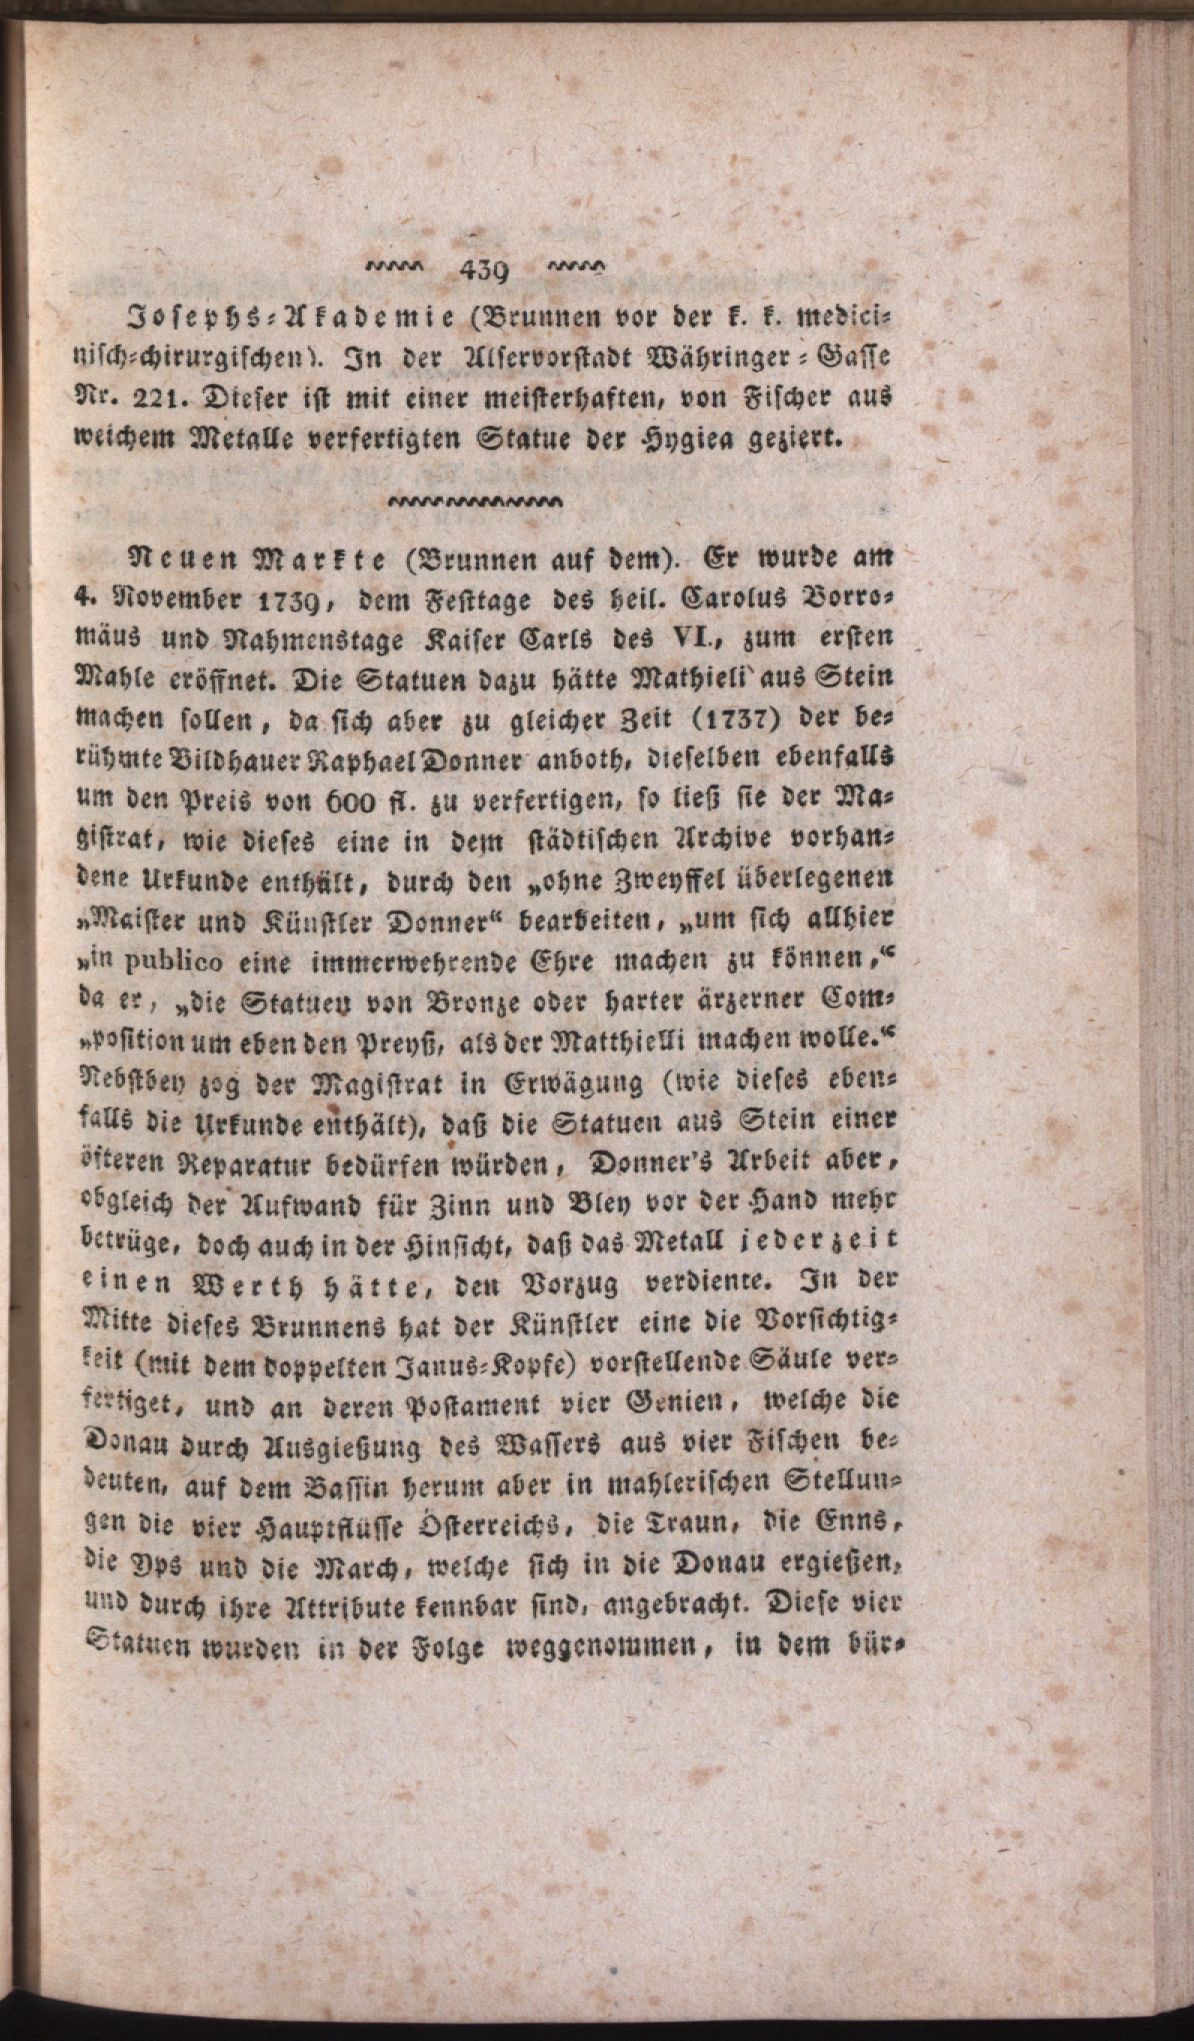 439
Josephs-Akademie (Brunnen vor der k. k. medici-
nisch-chirurgischen). In der Alservorstadt Währinger-Gasse
Nr. 221. Dieser ist mit einer meisterhaften, von Fischer aus
weichem Metalle verfertigten Statue der Hygiea geziert.
Neuen Markte (Brunnen auf dem). Er wurde am
4. November 1739, dem Festtage des heil. Carolus Borro-
mäus und Nahmenstage Kaiser Carls des VI., zum ersten
Mahle eröffnet. Die Statuen dazu hätte Mathieli aus Stein
machen sollen, da sich aber zu gleicher Zeit (1737) der be-
rühmte Bildhauer Raphael Donner anboth, dieselben ebenfalls
um den Preis von 600 fl. zu verfertigen, so ließ sie der Ma-
gistrat, wie dieses eine in dem städtischen Archive vorhan-
dene Urkunde enthält, durch den „ohne Zweyffel überlegenen
„Maister und Künstler Donner“ bearbeiten, „um sich allhier
„in publico eine immerwehrende Ehre machen zu können,“
da er, „die Statuen von Bronze oder harter ärzerner Com-
„position um eben den Preyß, als der Matthielli machen wolle.“
Nebstbey zog der Magistrat in Erwägung (wie dieses eben-
falls die Urkunde enthält), daß die Statuen aus Stein einer
öfteren Reparatur bedürfen würden, Donner's Arbeit aber,
obgleich der Aufwand für Zinn und Bley vor der Hand mehr
betrüge, doch auch in der Hinsicht, daß das Metall jederzeit
einen Werth hätte, den Vorzug verdiente. In der
Mitte dieses Brunnens hat der Künstler eine die Vorsichtig-
keit (mit dem doppelten Janus-Kopfe) vorstellende Säule ver-
fertiget, und an deren Postament vier Genien, welche die
Donau durch Ausgießung des Wassers aus vier Fischen be-
deuten, auf dem Bassin herum aber in mahlerischen Stellun-
gen die vier Hauptflüsse Österreichs, die Traun, die Enns,
die Yps und die March, welche sich in die Donau ergießen,
und durch ihre Attribute kennbar sind, angebracht. Diese vier
Statuen wurden in der Folge weggenommen, in dem bür-